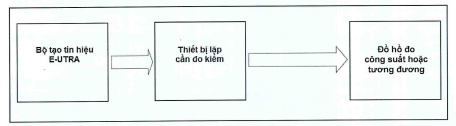 Bộ tạo tín hiệu
E-UTRA
Thiết bị lặp
cần đo kiểm
Đồ hồ đo
công suất hoặc
tương đương